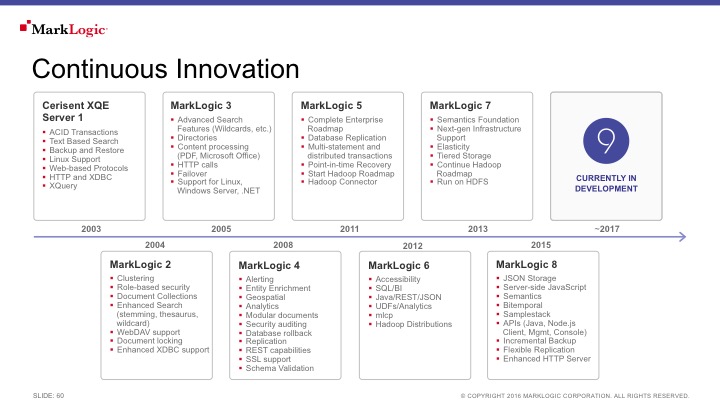 MarkLogic
Continuous Innovation
Cerisent XQE
Server 1
ACID Transactions
Text Based Search
Backup and Restore
Linux Support
Web-based Protocols
HTTP and XDBC
XQuery
MarkLogic 3
Advanced Search
Features (Wildcards, etc.)
Directories
Content processing
(PDF, Microsoft Office)
HTTP calls
Failover
Support for Linux,
Windows Server, .NET
MarkLogic 5
Complete Enterprise
Roadmap
Database Replication
Multi-statement and
distributed transactions
Point-in-time Recovery
Start Hadoop Roadmap
Hadoop Connector
MarkLogic 7
Semantics Foundation
Next-gen Infrastructure
Support
Elasticity
Tiered Storage
Continue Hadoop
Roadmap
Run on HDFS
9
CURRENTLY IN
DEVELOPMENT
2003
2005
2011
2013
~2017
2004
2008
2012
2015
MarkLogic 2
Clustering
Role-based security
Document Collections
Enhanced Search
(stemming, thesaurus,
wildcard)
WebDAV support
Document locking
Enhanced XDBC support
MarkLogic 4
Alerting
Entity Enrichment
Geospatial
Analytics
Modular documents
Security auditing
Database rollback
Replication
REST capabilities
SSL support
Schema Validation
MarkLogic 6
Accessibility
SQL/BI
Java/REST/JSON
UDFs/Analytics
mlcp
Hadoop Distributions
MarkLogic 8
JSON Storage
Server-side JavaScript
Semantics
Bitemporal
Samplestack
APIs (Java, Node.js
Client, Mgmt, Console)
Incremental Backup
Flexible Replication
Enhanced HTTP Server
SLIDE: 60
© COPYRIGHT 2016 MARKLOGIC CORPORATION. ALL RIGHTS RESERVED.